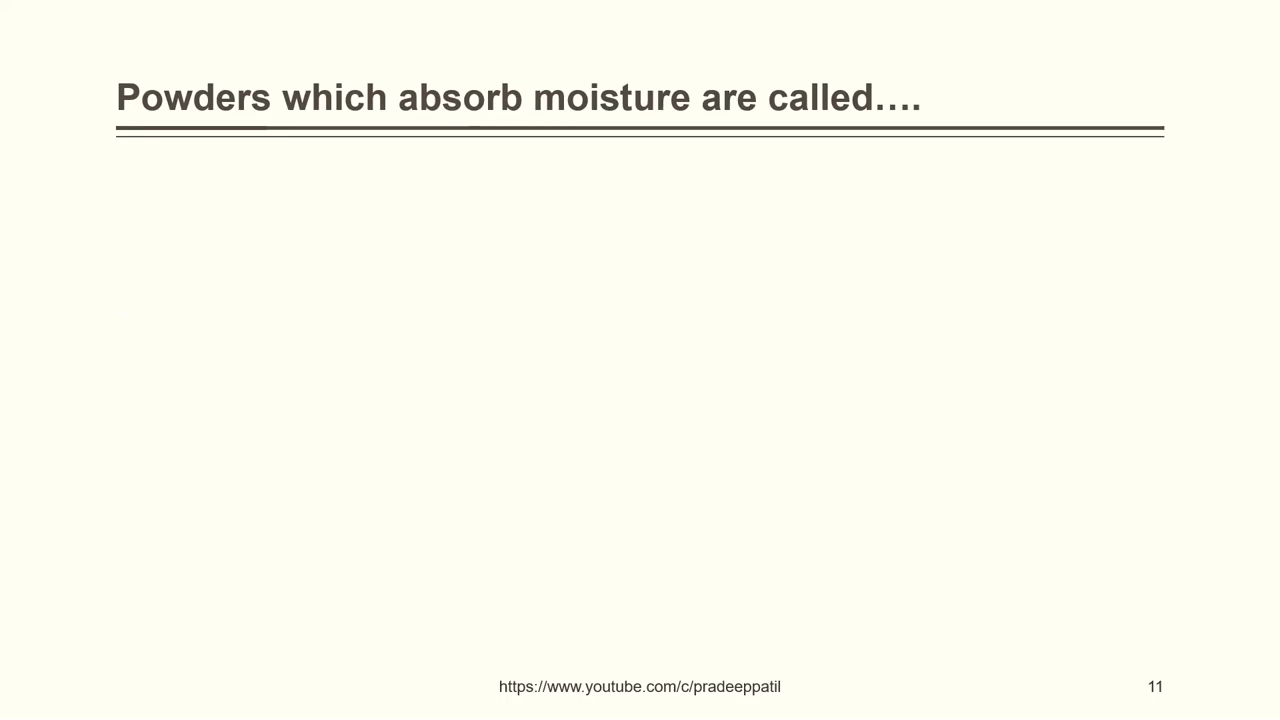 Powders which absorb moisture are called….
https://www.youtube.com/c/pradeeppatil
11